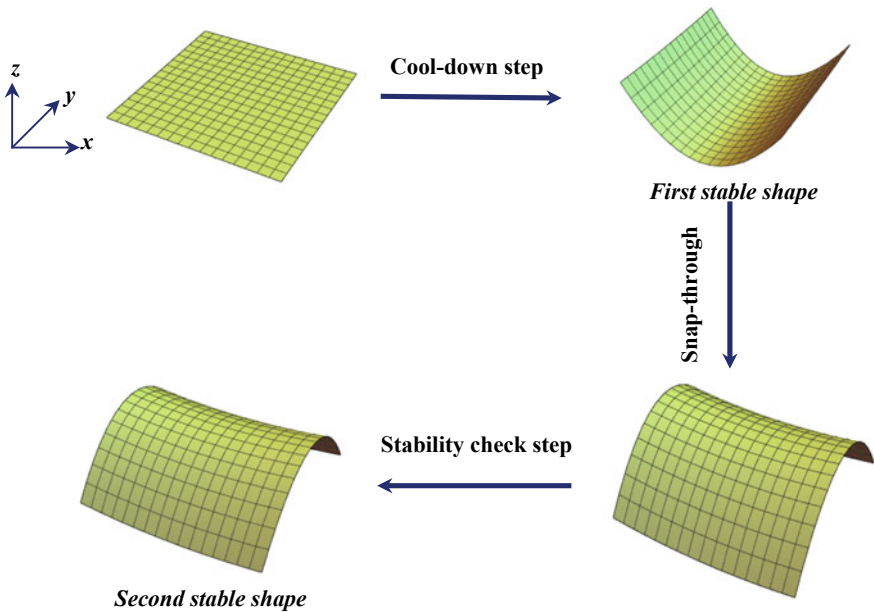 z
y
x
Cool-down step
First stable shape
Snap-through
Stability check step
Second stable shape